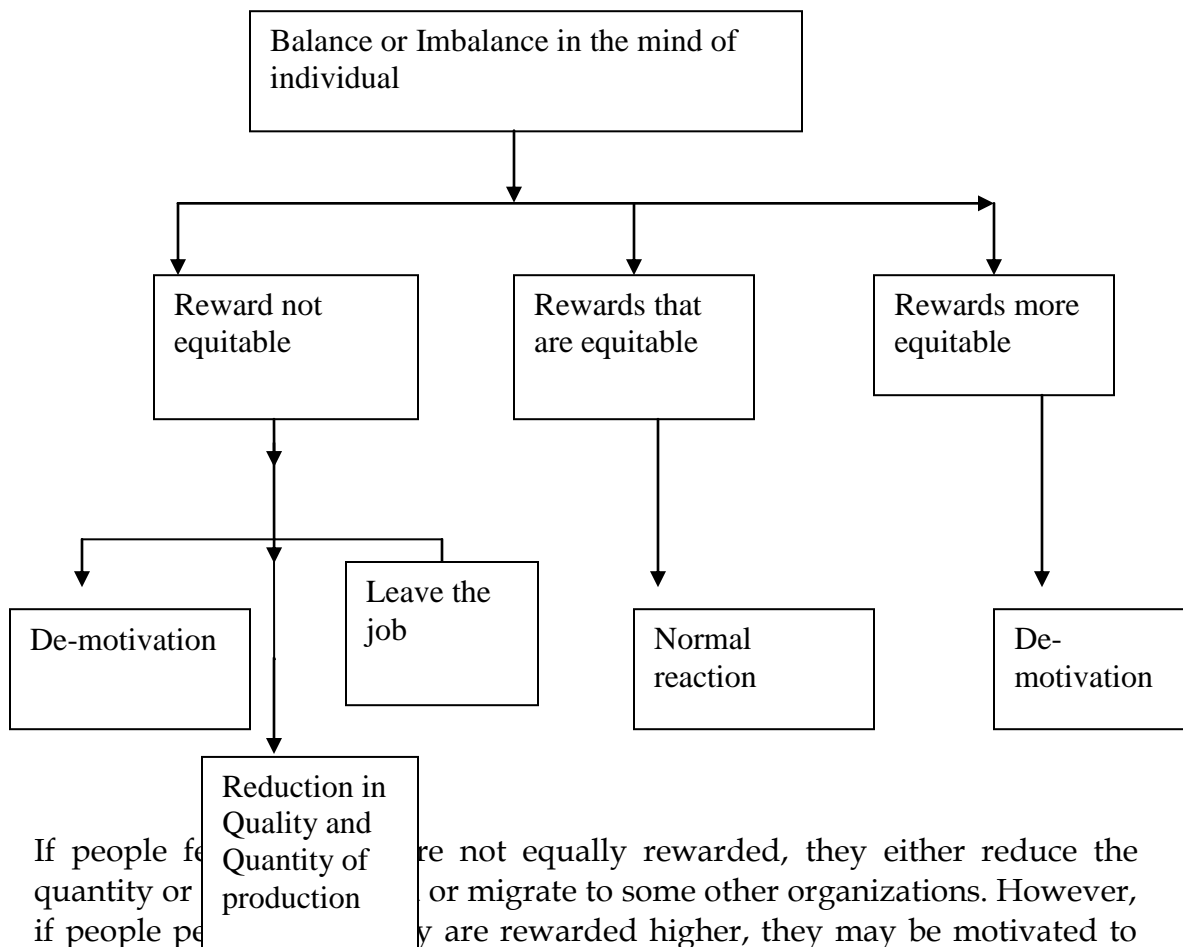 Balance or Imbalance in the mind of
individual
Reward not
equitable
Rewards that
are equitable
Rewards more
equitable
De-motivation
Leave the
job
Normal
reaction
De-
motivation
Reduction in
Quality and
Quantity of
production
If people re not equally rewarded, they either reduce the
quantity or or migrate to some other organizations. However,
if people are rewarded higher, they may be motivated to